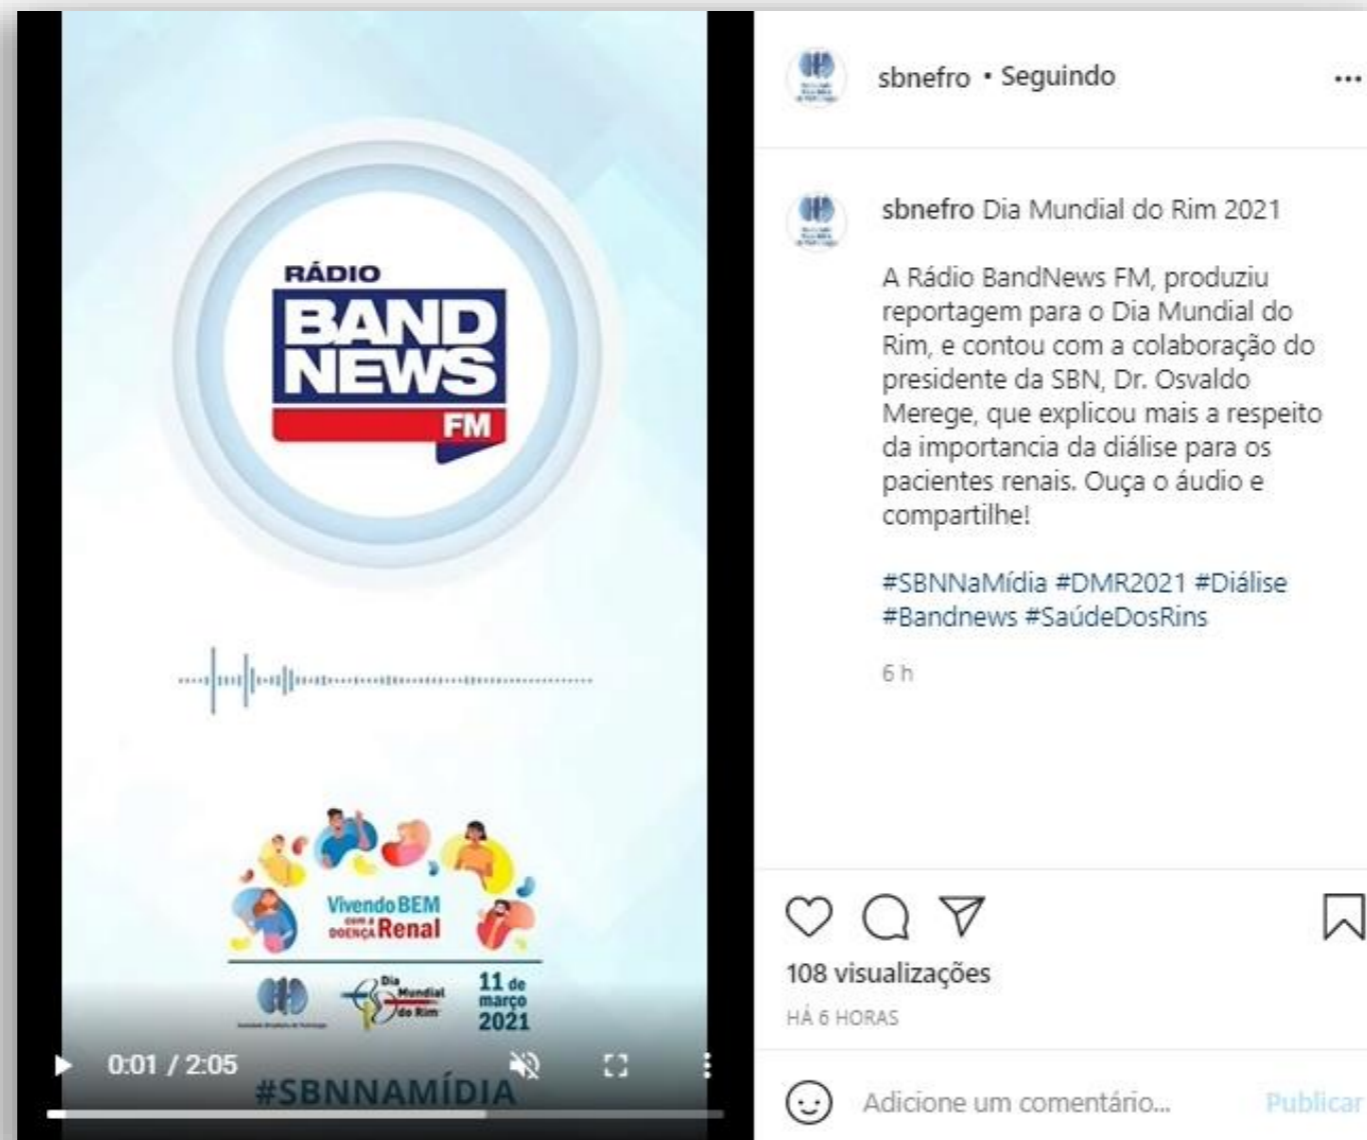 RÁDIO
BAND
NEWS
FM
Vivendo BEM
com a
DOENÇA Renal
Dia
Mundial
do Rim
11 de
março
2021
0:01 / 2:05
#SBNNAMÍDIA
sbnefro • Seguindo
sbnefro Dia Mundial do Rim 2021
A Rádio BandNews FM, produziu
reportagem para o Dia Mundial do
Rim, e contou com a colaboração do
presidente da SBN, Dr. Osvaldo
Merege, que explicou mais a respeito
da importancia da diálise para os
pacientes renais. Ouça o áudio e
compartilhe!
#SBNNaMídia #DMR2021 #Diálise
#Bandnews #SaúdeDosRins
6 h
108 visualizações
HÁ 6 HORAS
Adicione um comentário...
Publicar